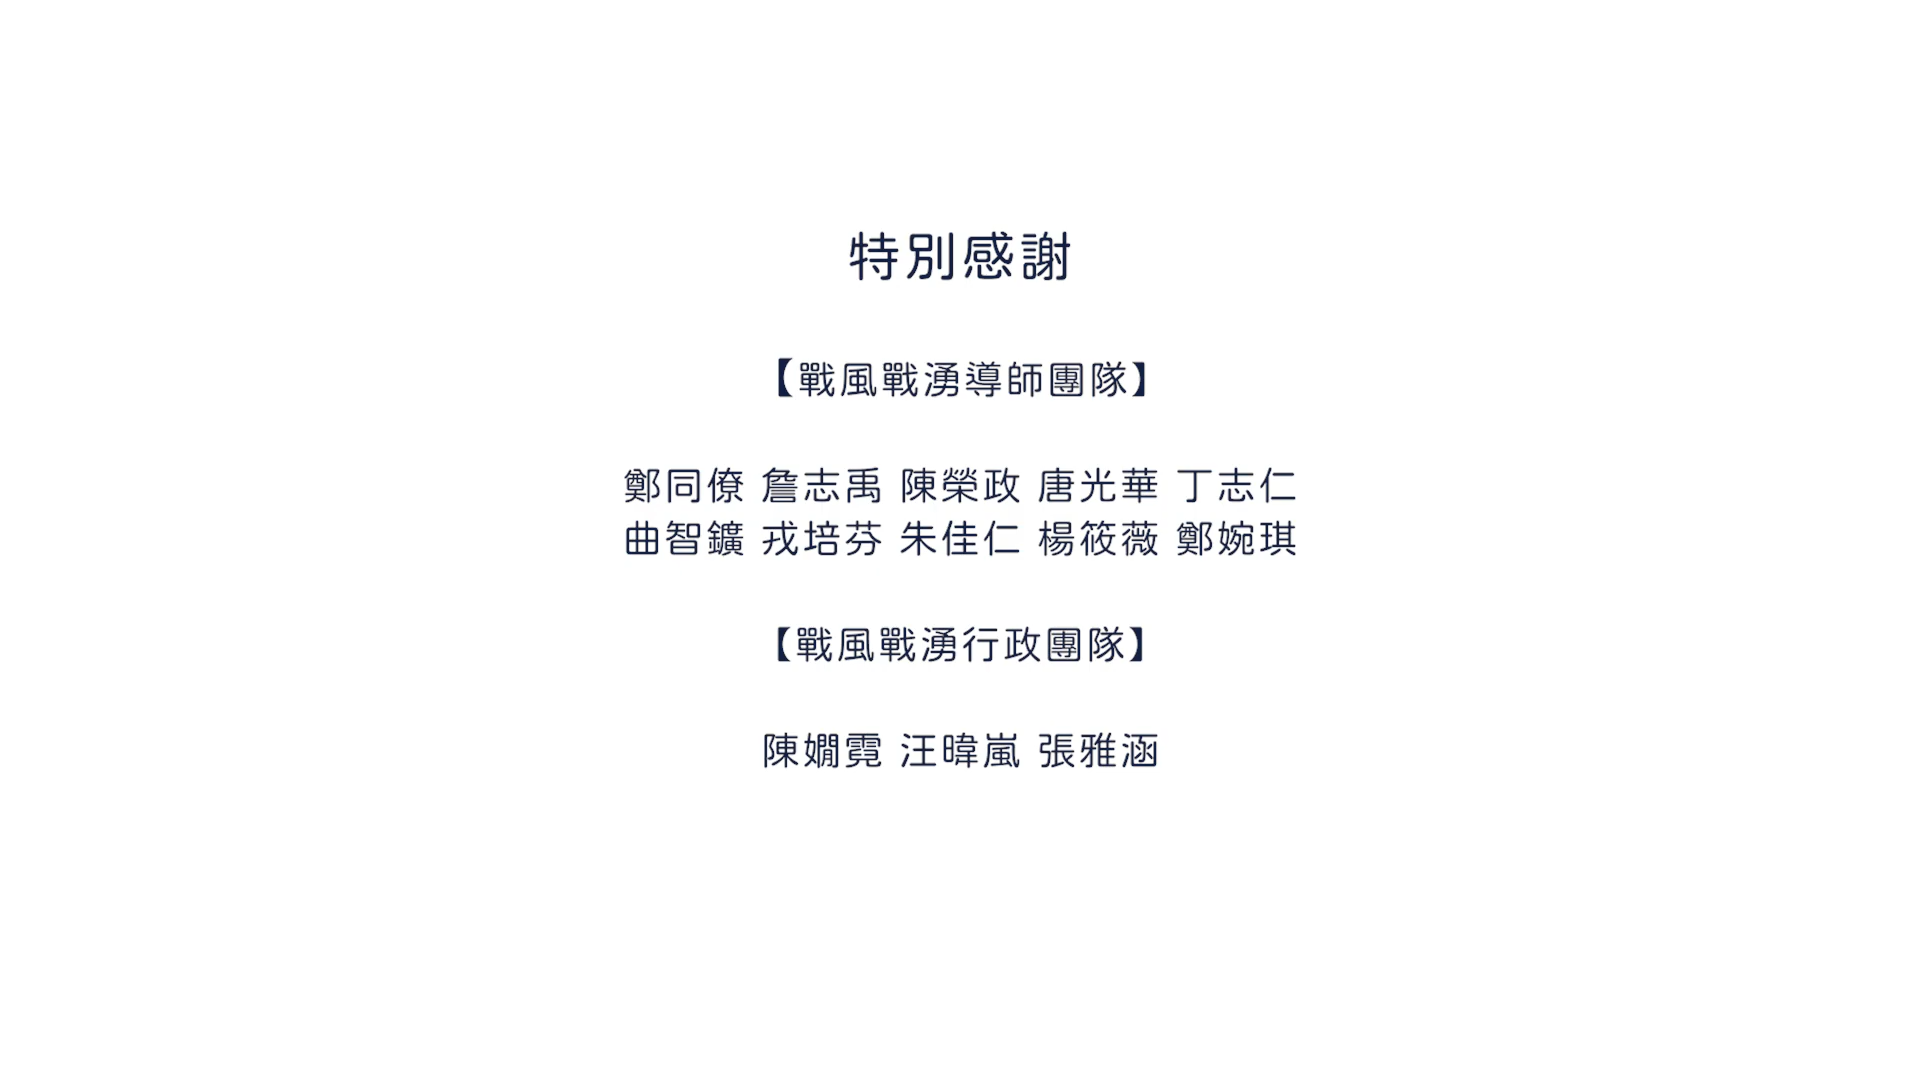 特別感謝
【戰風戰湧導師團隊】
鄭同僚 詹志禹 陳榮政 唐光華 丁志仁
曲智鑛 戎培芬 朱佳仁 楊筱薇 鄭婉琪
【戰風戰湧行政團隊】
陳嫺霓 汪暐嵐 張雅涵